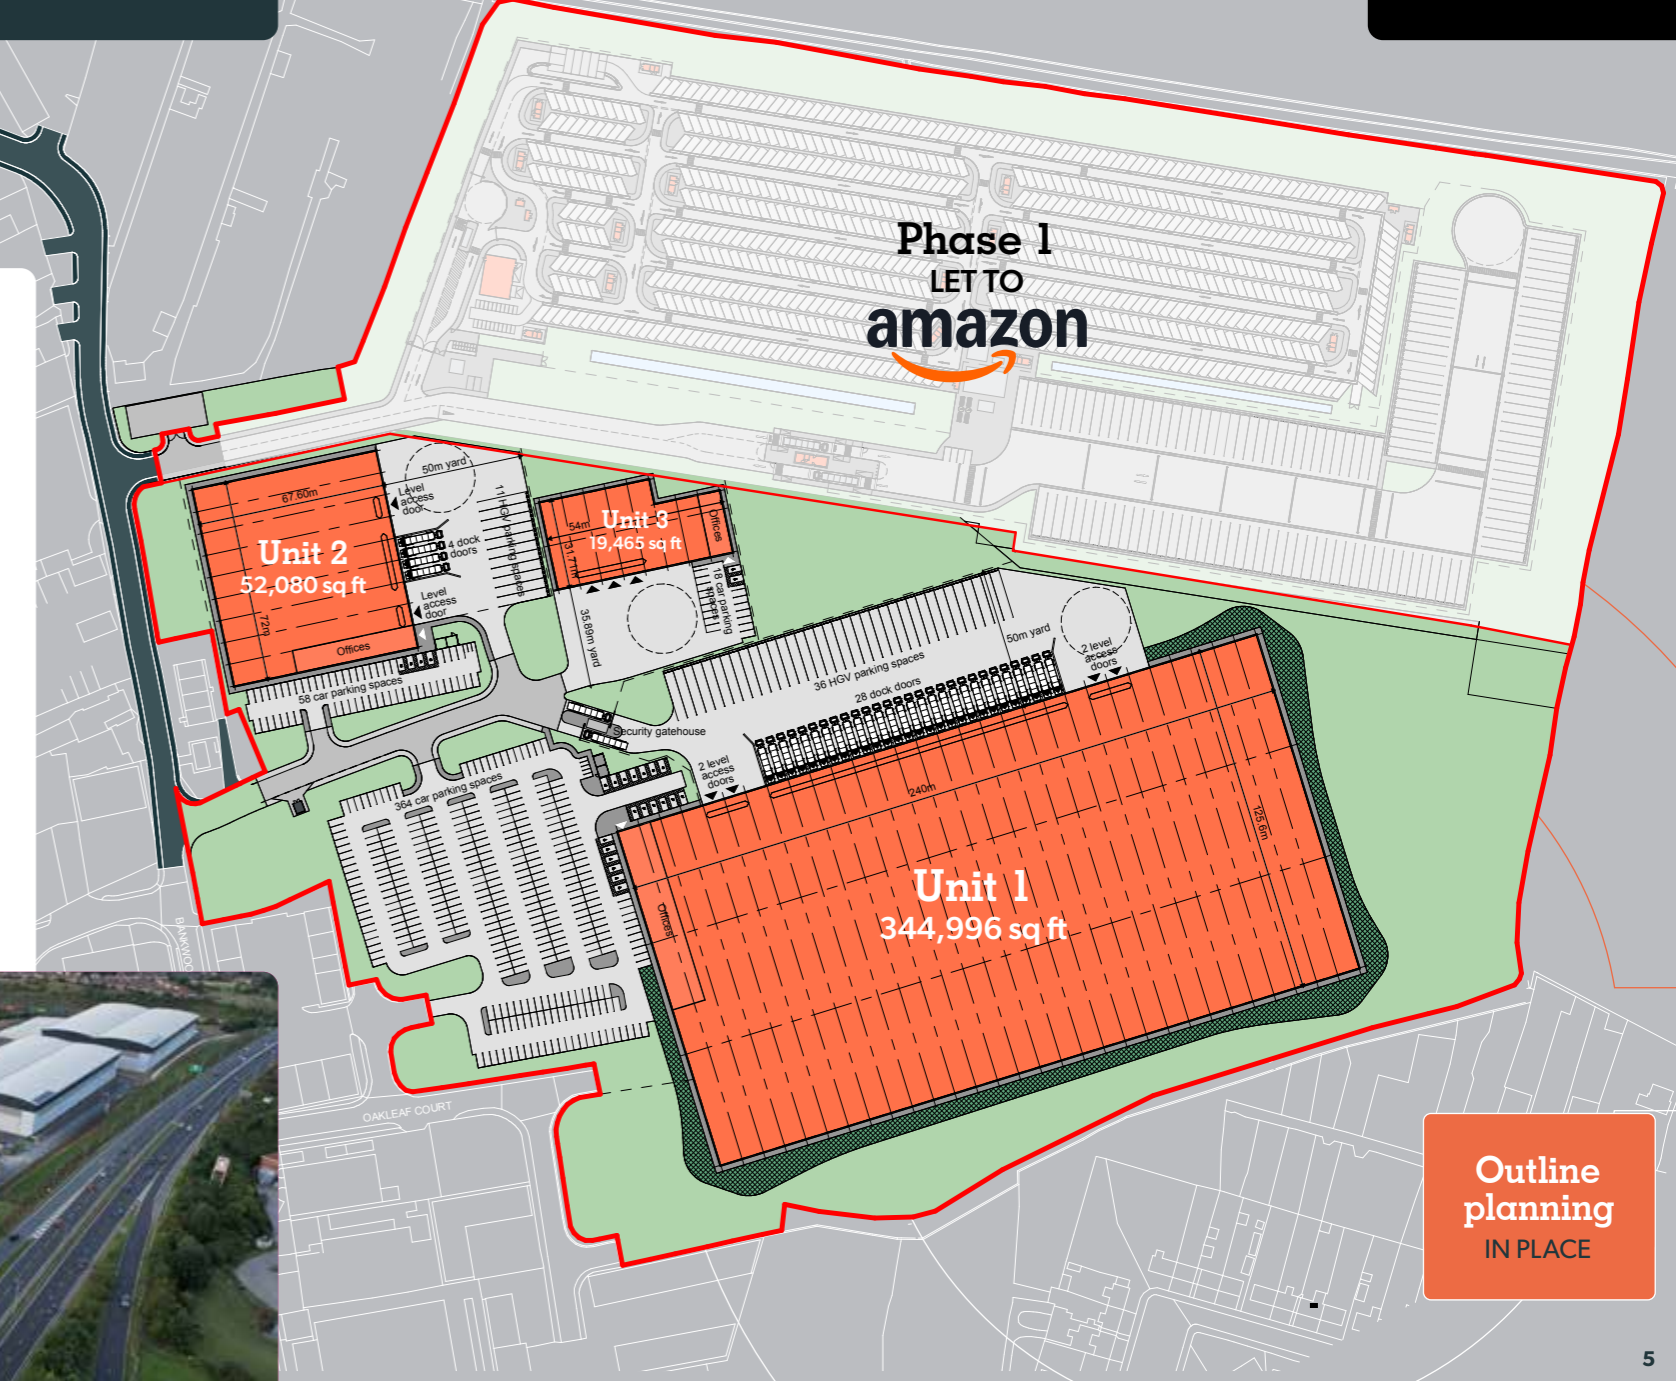 Phase 1
LET TO
amazon
50m yard
67.60m
Level
access
door
11 HGV parking spaces
4 dock
doors
Unit 2
52,080 sq ft
Level
access
door
72m
Offices
58 car parking spaces
54m
Unit 3
19,465 sq ft
31.71m
Offices
18 car parking
spaces
35.89m yard
Security gatehouse
36 HGV parking spaces
50m yard
2 level
access
doors
28 dock doors
2 level
access
doors
364 car parking spaces
240m
125.6m
Unit 1
344,996 sq ft
Offices
OAKLEAF COURT
Outline
planning
IN PLACE
5